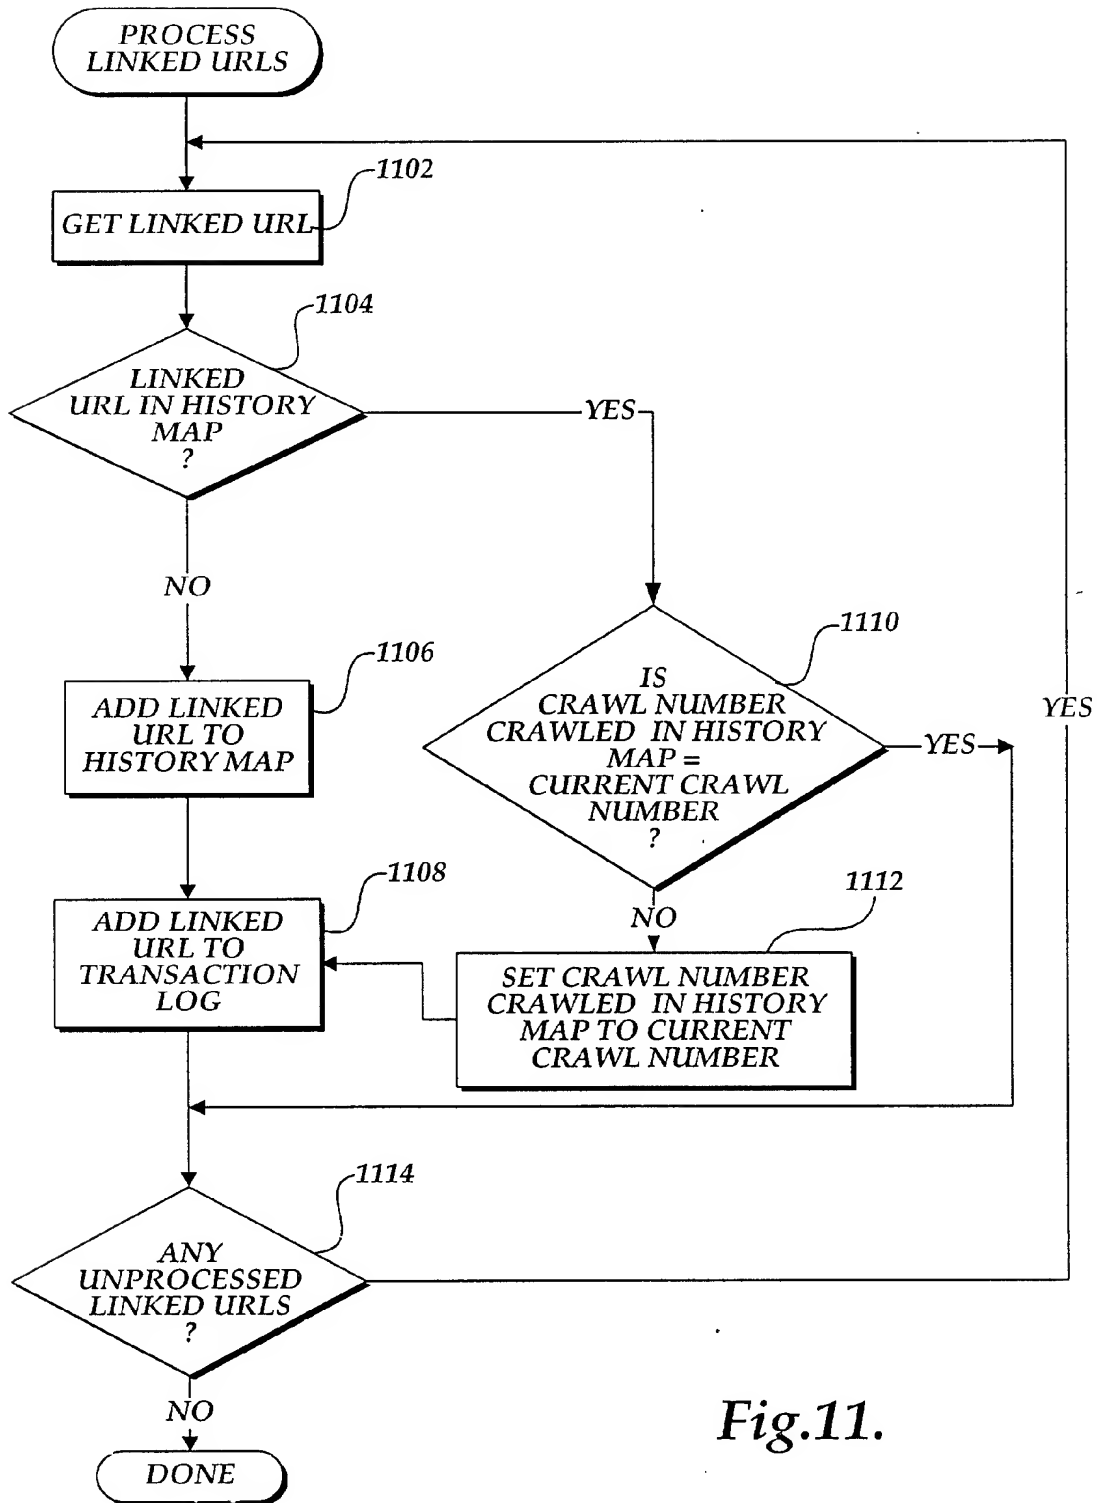 PROCESS
LINKED URLS
1102
GET LINKED URL
1104
LINKED
URL IN HISTORY
MAP
?
YES
NO
1106
ADD LINKED
URL TO
HISTORY MAP
1110
IS
CRAWL NUMBER
CRAWLED IN HISTORY
MAP =
CURRENT CRAWL
NUMBER
?
YES
YES
NO
1108
ADD LINKED
URL TO
TRANSACTION
LOG
1112
SET CRAWL NUMBER
CRAWLED IN HISTORY
MAP TO CURRENT
CRAWL NUMBER
1114
ANY
UNPROCESSED
LINKED URLS
?
NO
DONE
Fig.11.